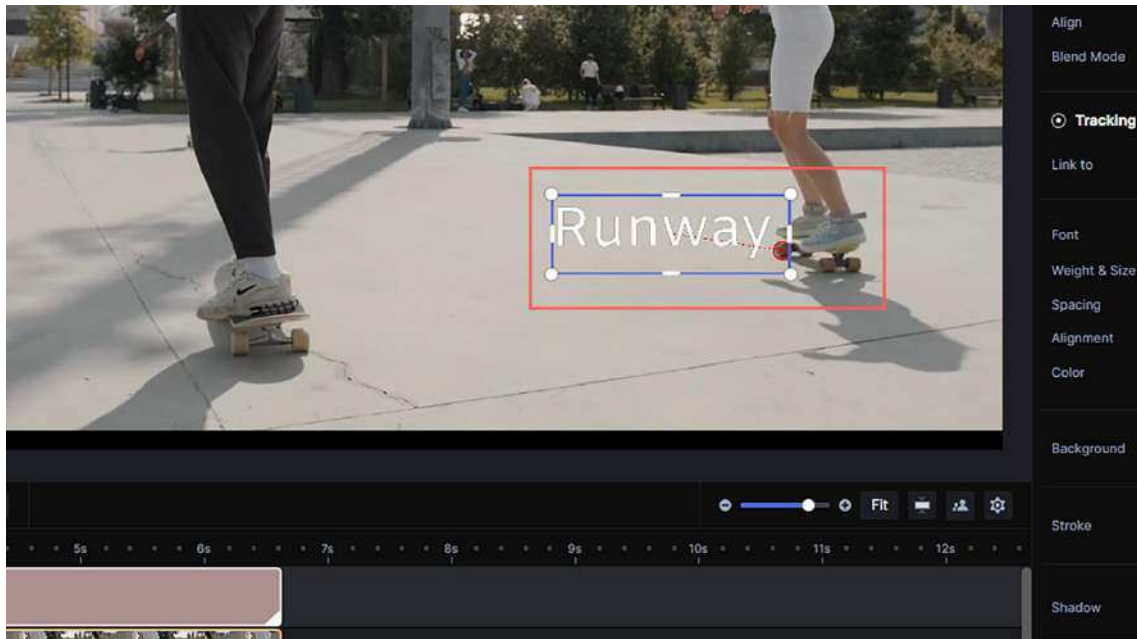 Align
Blend Mode
Tracking
Link to
Runway
Font
Weight & Size
Spacing
Alignment
Color
Background
Fit
Stroke
5s 6s 7s 8s 9s 10s 11s 12s
Shadow